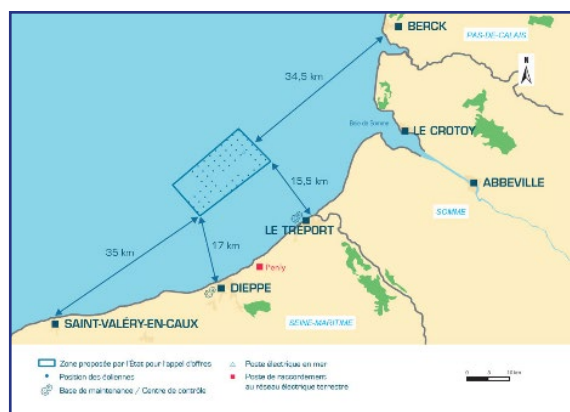 BERCK
PAS-DE-CALAIS
34,5 km
N
Baie de Somme
LE CROTOY
ABBEVILLE
15,5 km
SOMME
LE TRÉPORT
35 km
17 km
Penly
DIEPPE
SAINT-VALÉRY-EN-CAUX
SEINE-MARITIME
Zone proposée par l'État pour l'appel d'offres
Position des éoliennes
Base de maintenance / Centre de contrôle
Poste électrique en mer
Poste de raccordement
au réseau électrique terrestre
0 5 10 km